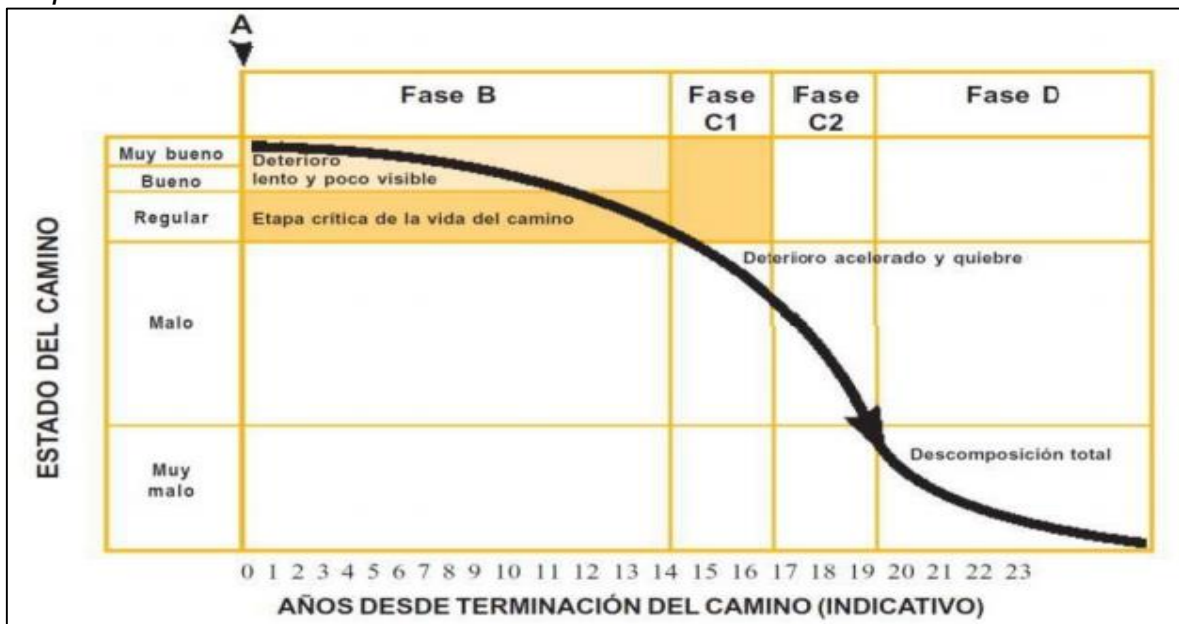 A
Fase B
Fase
C1
Fase
C2
Fase D
ESTADO DEL CAMINO
Muy bueno
Bueno
Regular
Malo
Muy
malo
Deterioro
lento y poco visible
Etapa crítica de la vida del camino
Deterioro acelerado y quiebre
Descomposición total
0 1 2 3 4 5 6 7 8 9 10 11 12 13 14 15 16 17 18 19 20 21 22 23
AÑOS DESDE TERMINACIÓN DEL CAMINO (INDICATIVO)